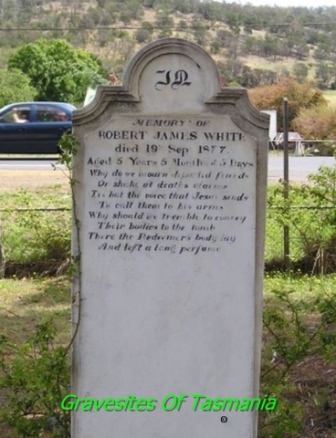 IN
MEMORY OF
ROBERT JAMES WHITE
died 19th Sep 1877.
Aged 5 Years 5 Months & 5 Days
Why do we mourn departed friends
Or shake at deaths alarms
Tis but the voice that Jesus sends
To call them to his arms
Why should we tremble to convey
Their bodies to the tomb
There the Redeemer's body lay
And left a long perfume
Gravesites Of Tasmania